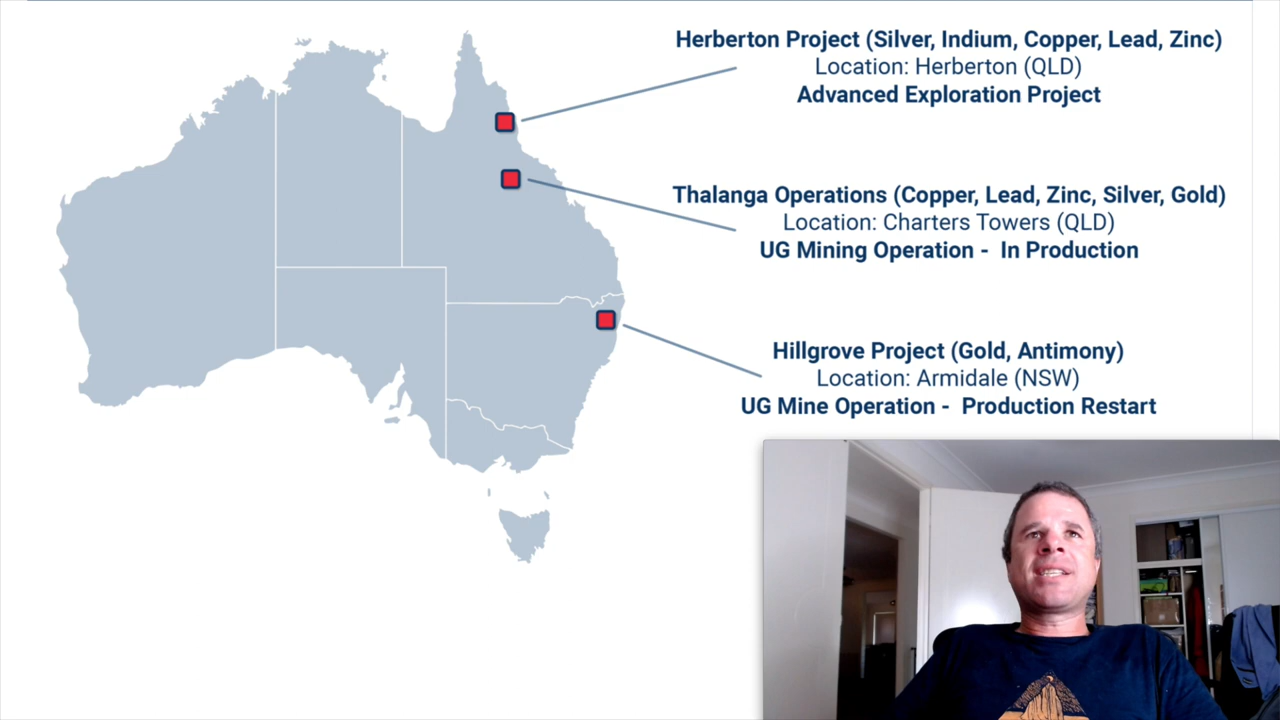 Herberton Project (Silver, Indium, Copper, Lead, Zinc)
Location: Herberton (QLD)
Advanced Exploration Project
Thalanga Operations (Copper, Lead, Zinc, Silver, Gold)
Location: Charters Towers (QLD)
UG Mining Operation - In Production
Hillgrove Project (Gold, Antimony)
Location: Armidale (NSW)
UG Mine Operation - Production Restart